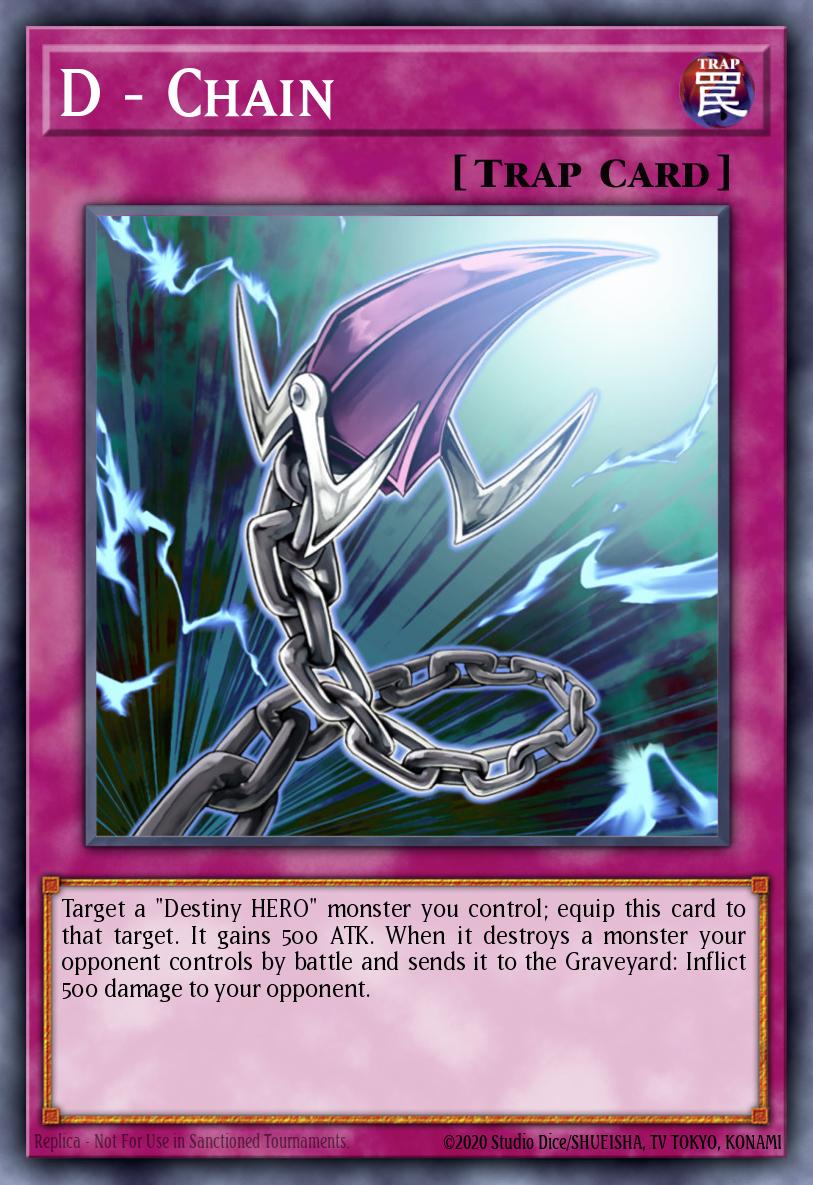 D - Chain
TRAP
罠
[Trap Card]
Target a "Destiny HERO" monster you control; equip this card to
that target. It gains 500 ATK. When it destroys a monster your
opponent controls by battle and sends it to the Graveyard: Inflict
500 damage to your opponent.
Replica - Not For Use in Sanctioned Tournaments.
©2020 Studio Dice/SHUEISHA, TV TOKYO, KONAMI